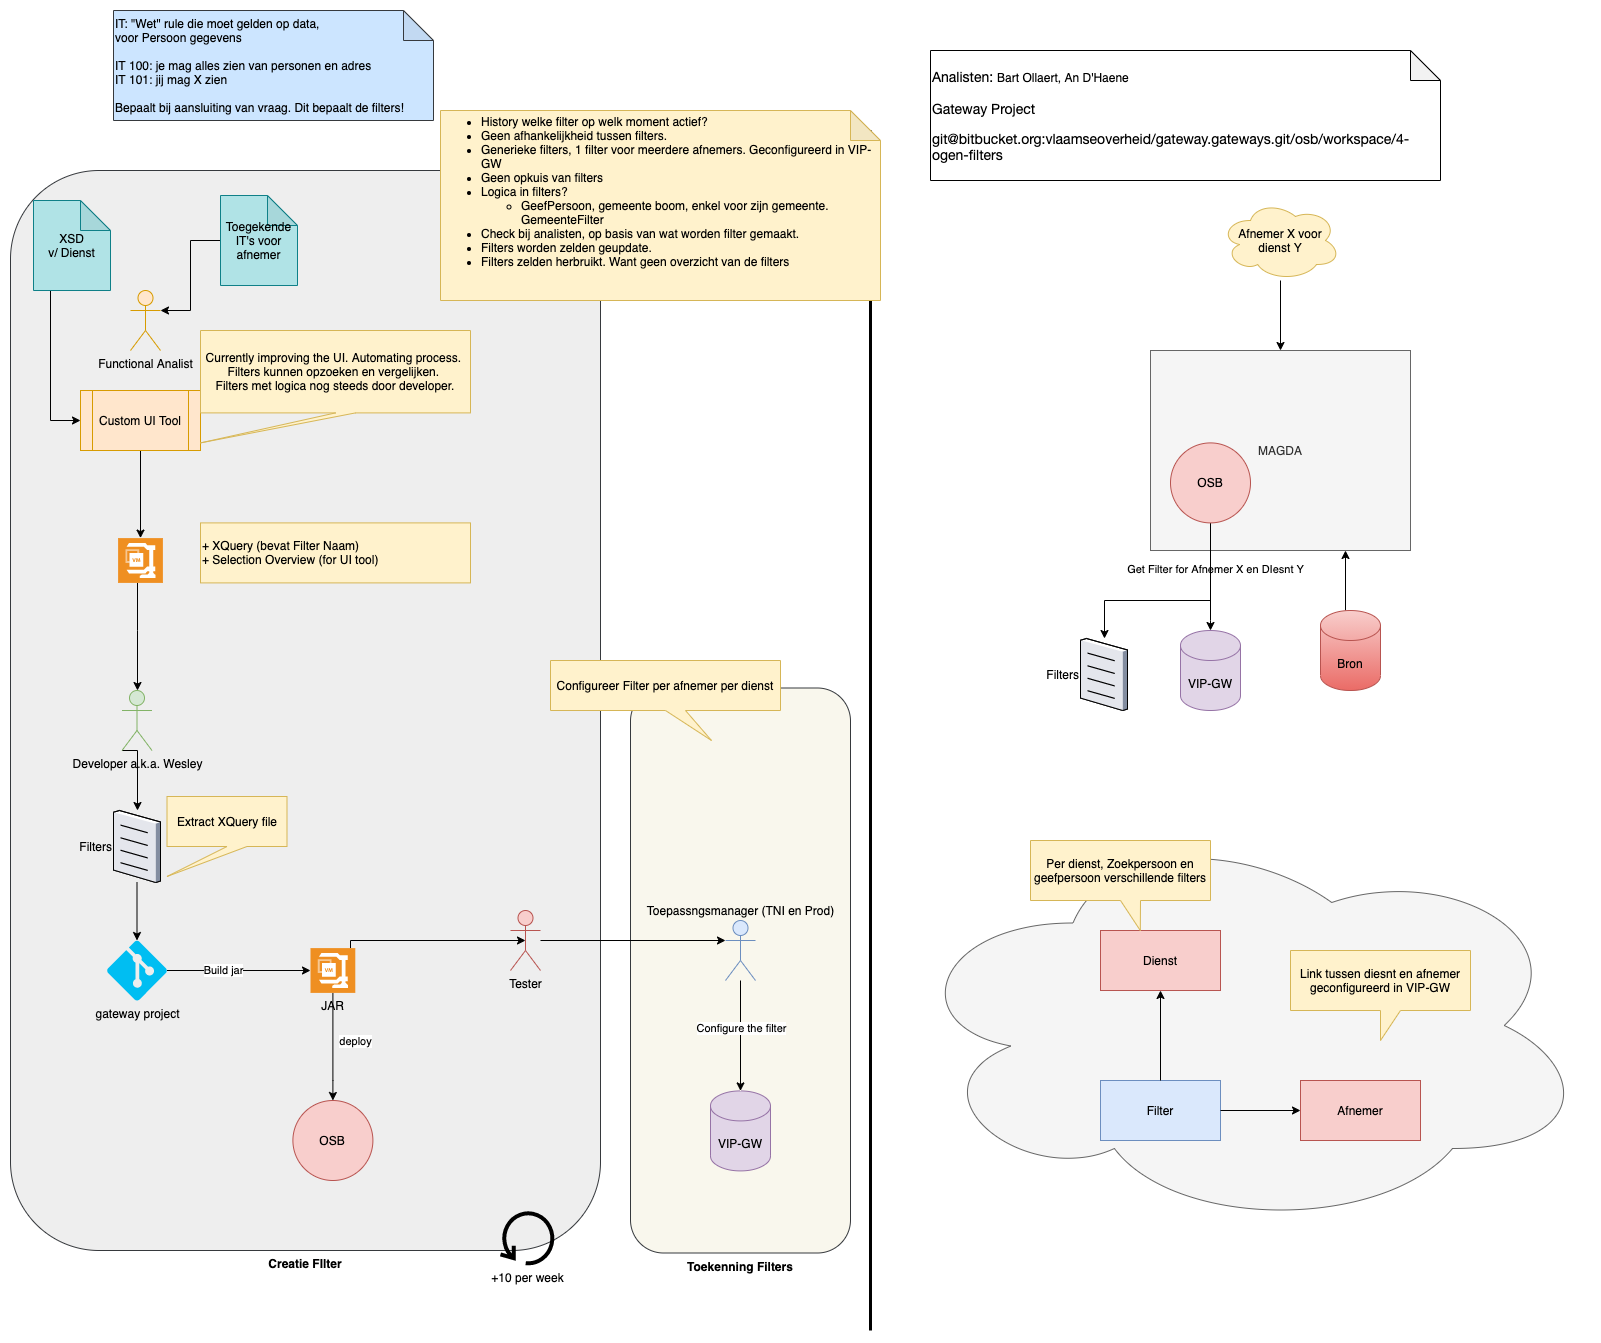 IT: "Wet" rule die moet gelden op data,
voor Persoon gegevens
IT 100: je mag alles zien van personen en adres
IT 101: jij mag X zien
Bepaalt bij aansluiting van vraag. Dit bepaalt de filters!
History welke filter op welk moment actief?
Geen afhankelijkheid tussen filters.
Generieke filters, 1 filter voor meerdere afnemers. Geconfigureerd in VIP-
GW
Geen opkuis van filters
Logica in filters?
GeefPersoon, gemeente boom, enkel voor zijn gemeente.
GemeenteFilter
Check bij analisten, op basis van wat worden filter gemaakt.
Filters worden zelden geupdate.
Filters zelden herbruikt. Want geen overzicht van de filters
XSD
v/ Dienst
Toegekende
IT's voor
afnemer
Functional Analist
Currently improving the UI. Automating process.
Filters kunnen opzoeken en vergelijken.
Filters met logica nog steeds door developer.
Custom UI Tool
VM
+ XQuery (bevat Filter Naam)
+ Selection Overview (for UI tool)
Developer a.k.a. Wesley
Extract XQuery file
Filters
gateway project
Build jar
VM
JAR
deploy
OSB
Tester
Creatie FIlter
+10 per week
Configureer Filter per afnemer per dienst
Toepassngsmanager (TNI en Prod)
Configure the filter
VIP-GW
Toekenning Filters
Analisten: Bart Ollaert, An D'Haene
Gateway Project
git@bitbucket.org:vlaamseoverheid/gateway.gateways.git/osb/workspace/4-
ogen-filters
Afnemer X voor
dienst Y
MAGDA
OSB
Get Filter for Afnemer X en DIesnt Y
Filters
VIP-GW
Bron
Per dienst, Zoekpersoon en
geefpersoon verschillende filters
Dienst
Link tussen diesnt en afnemer
geconfigureerd in VIP-GW
Filter
Afnemer